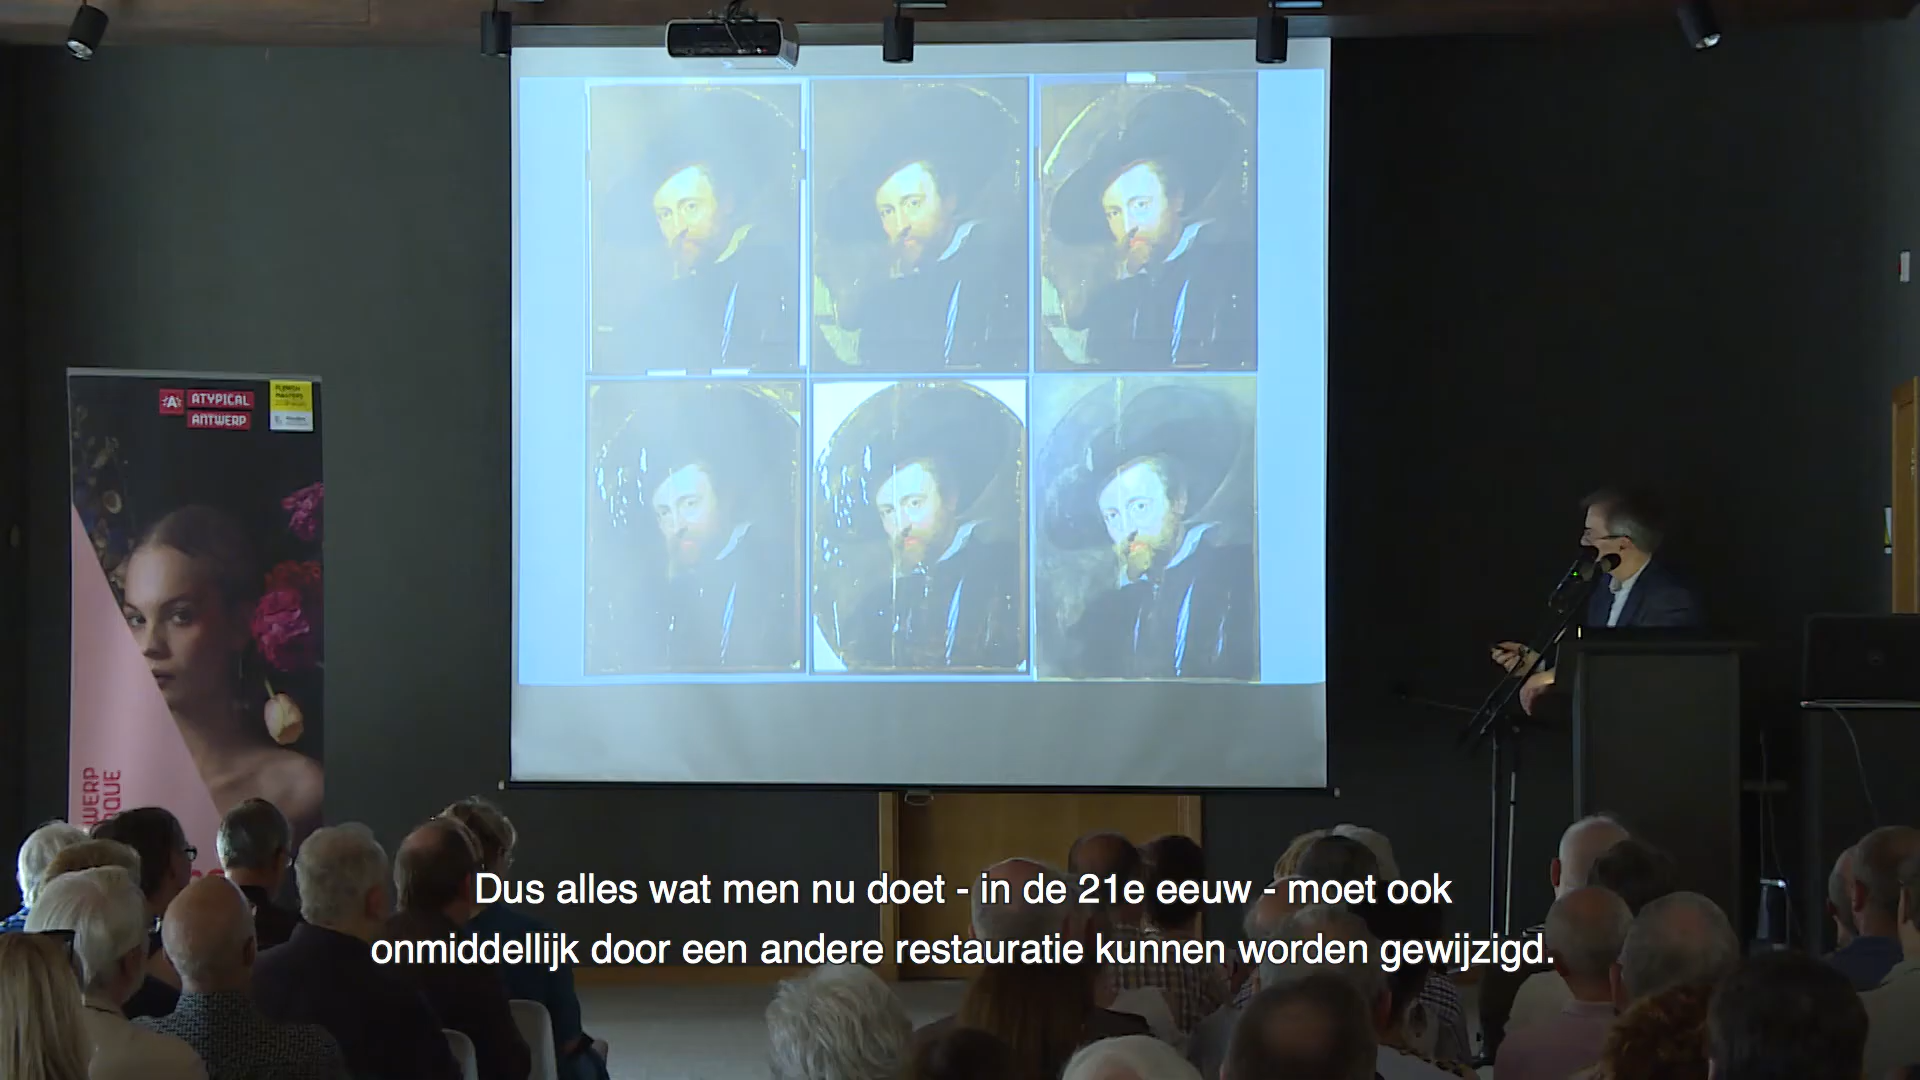 ATYPICAL
ANTWERP
Dus alles wat men nu doet - in de 21e eeuw - moet ook
onmiddellijk door een andere restauratie kunnen worden gewijzigd.